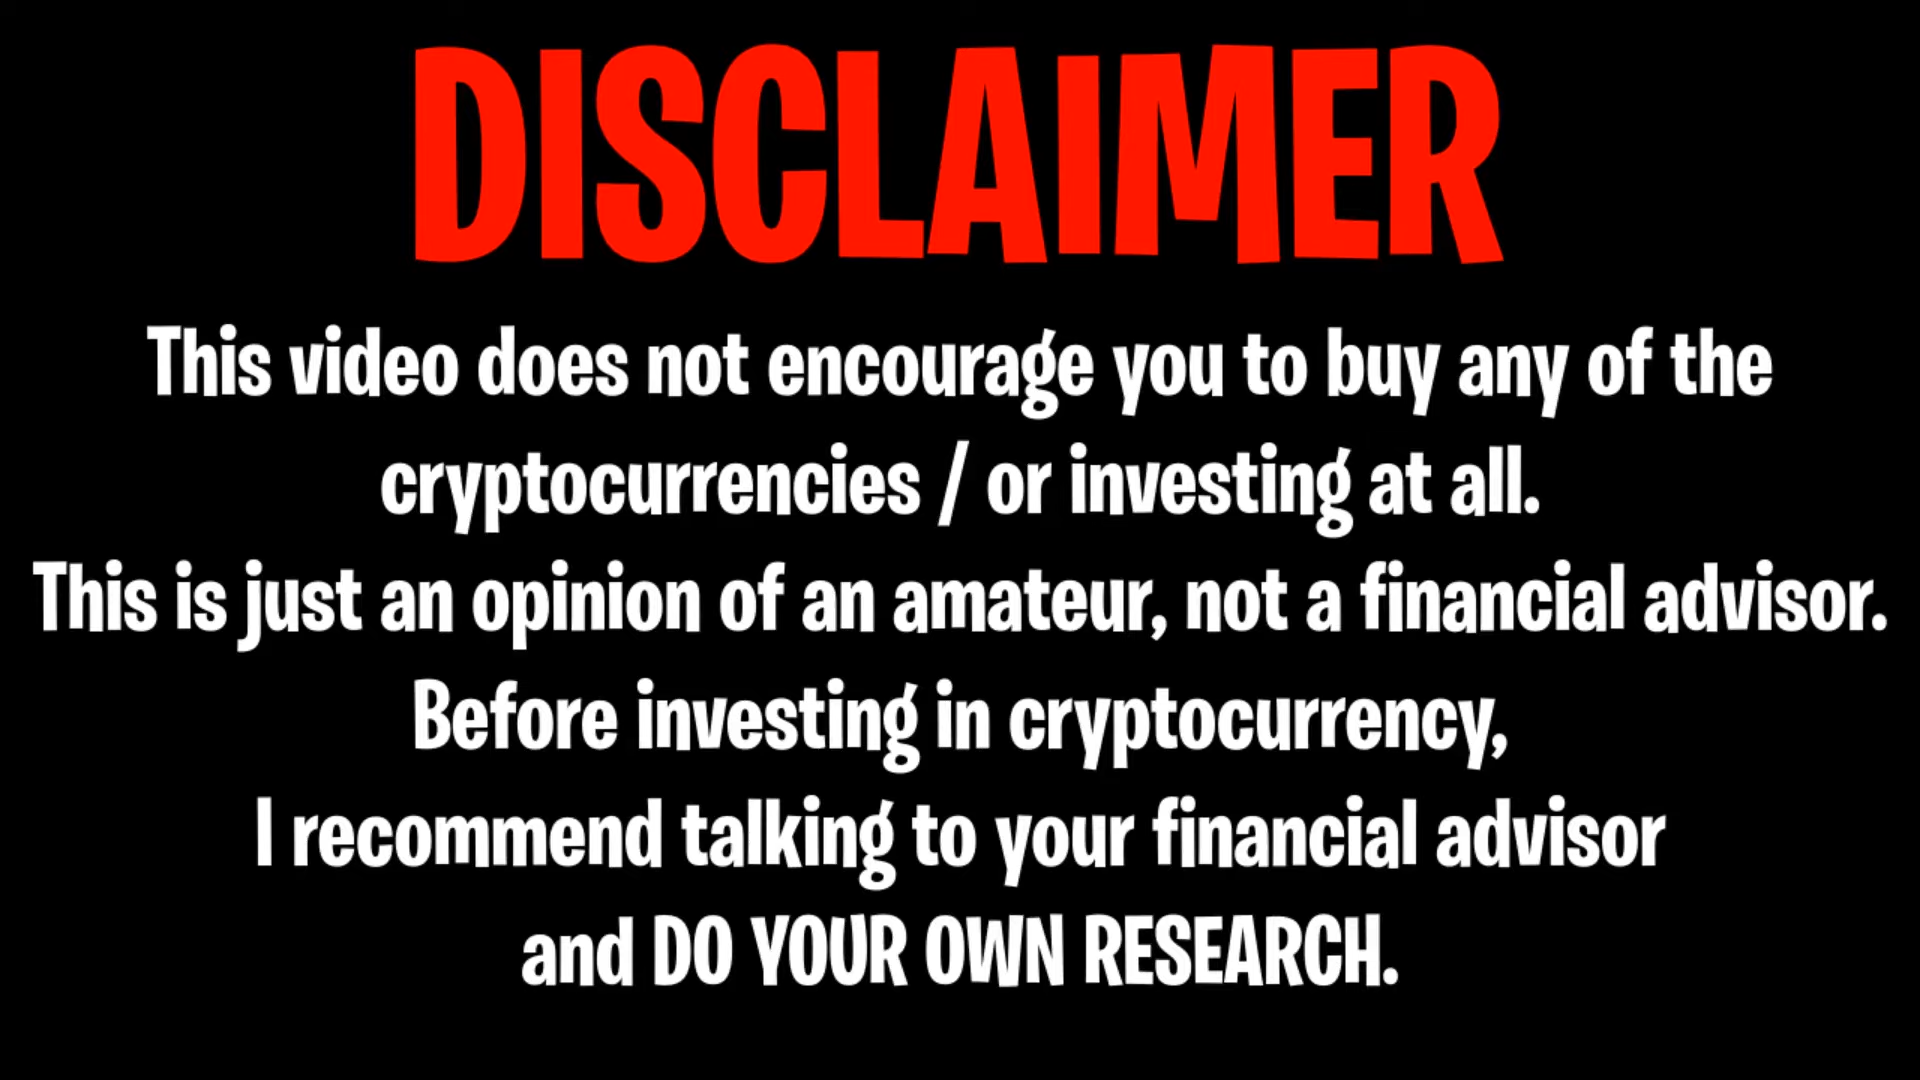 DISCLAIMER
This video does not encourage you to buy any of the
cryptocurrencies / or investing at all.
This is just an opinion of an amateur, not a financial advisor.
Before investing in cryptocurrency,
I recommend talking to your financial advisor
and DO YOUR OWN RESEARCH.